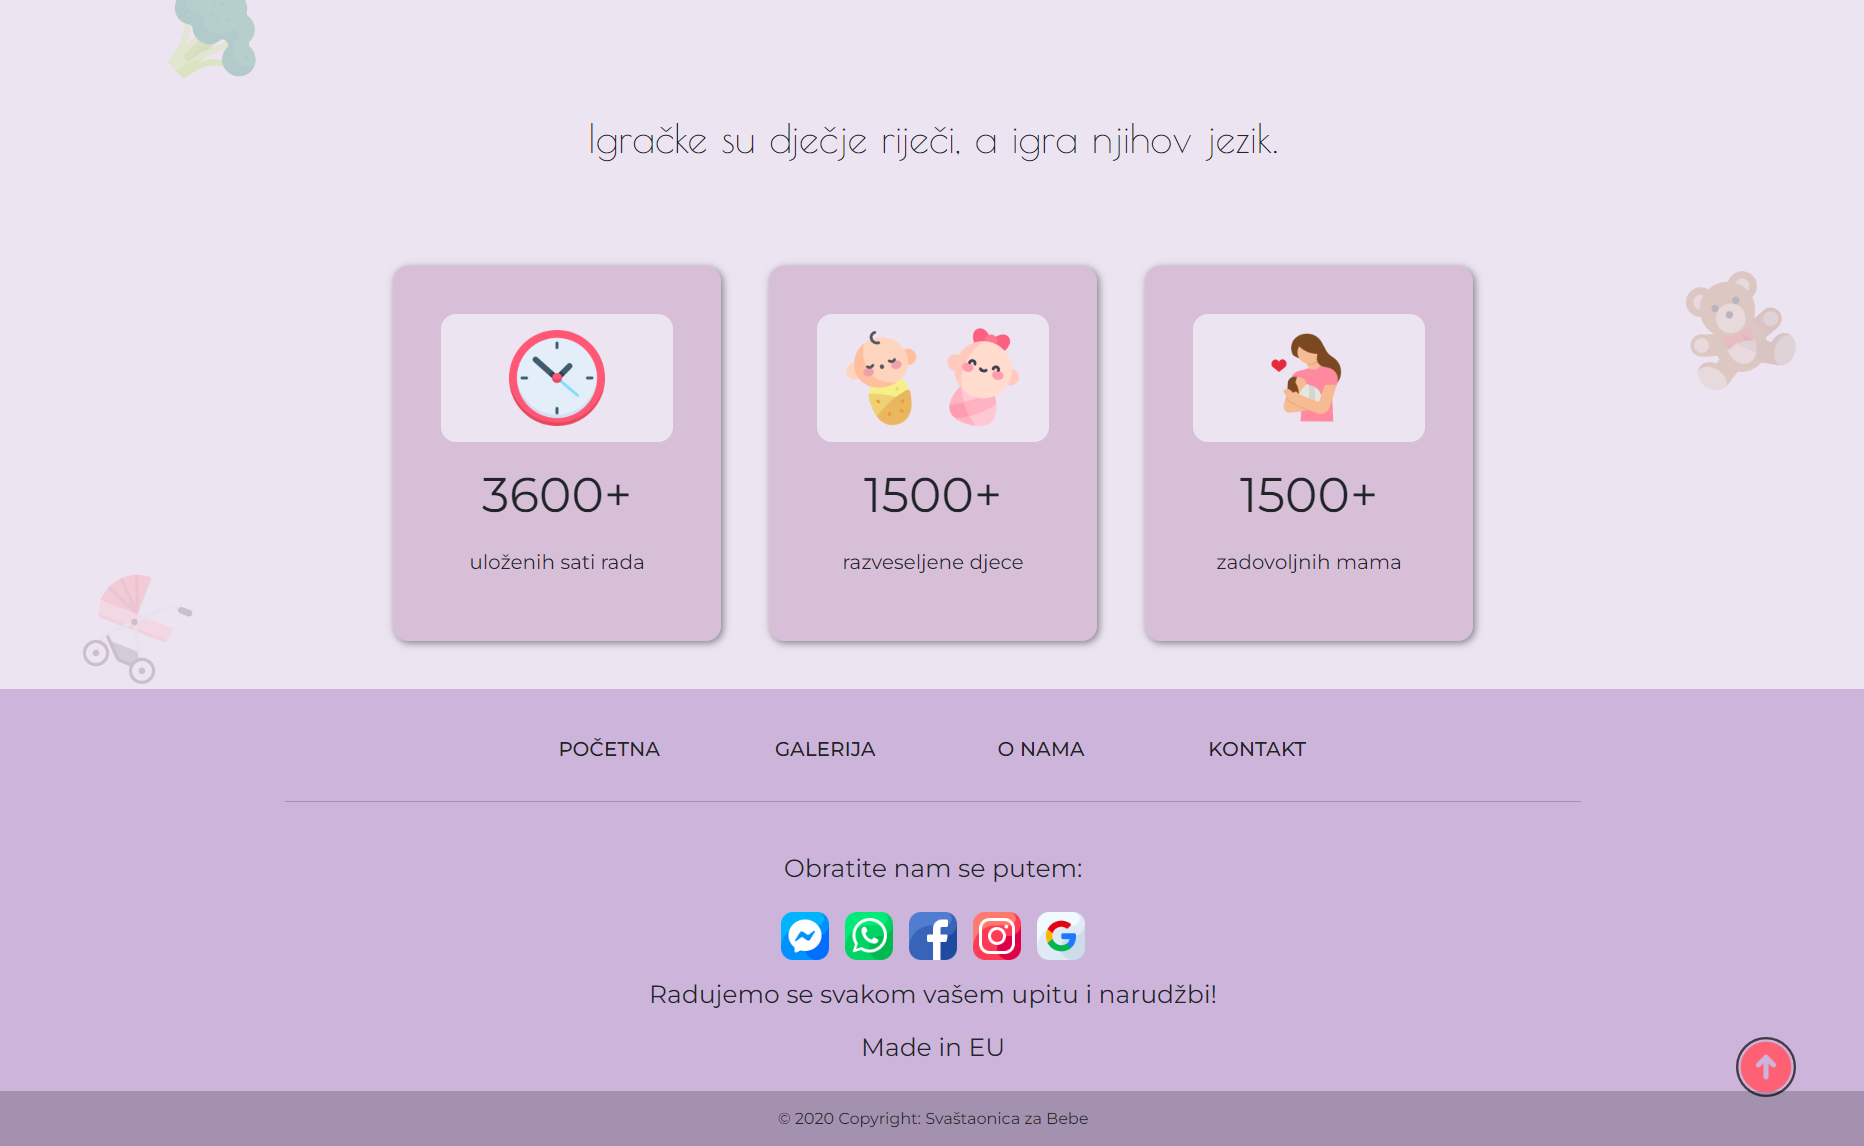 Igračke su dječje riječi, a igra njihov jezik.
3600+
uloženih sati rada
1500+
razveseljene djece
1500+
zadovoljnih mama
POČETNA GALERIJA O NAMA KONTAKT
Obratite nam se putem:
Radujemo se svakom vašem upitu i narudžbi!
Made in EU
© 2020 Copyright: Svaštaonica za Bebe